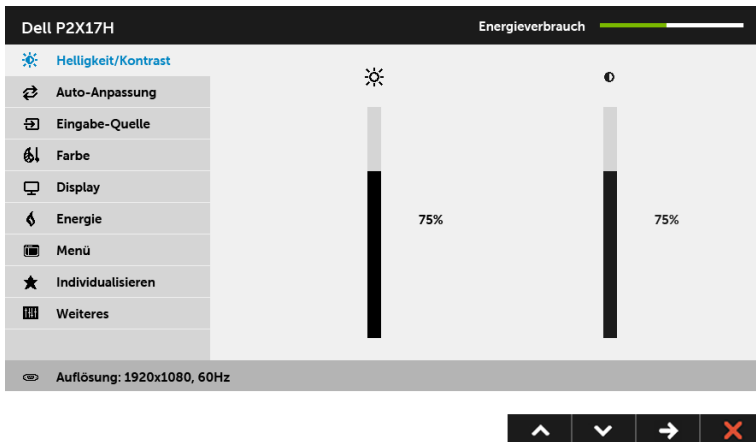 Dell P2X17H
Energieverbrauch
Helligkeit/Kontrast
Auto-Anpassung
Eingabe-Quelle
Farbe
Display
Energie
Menü
Individualisieren
Weiteres
75%
75%
Auflösung: 1920x1080, 60Hz